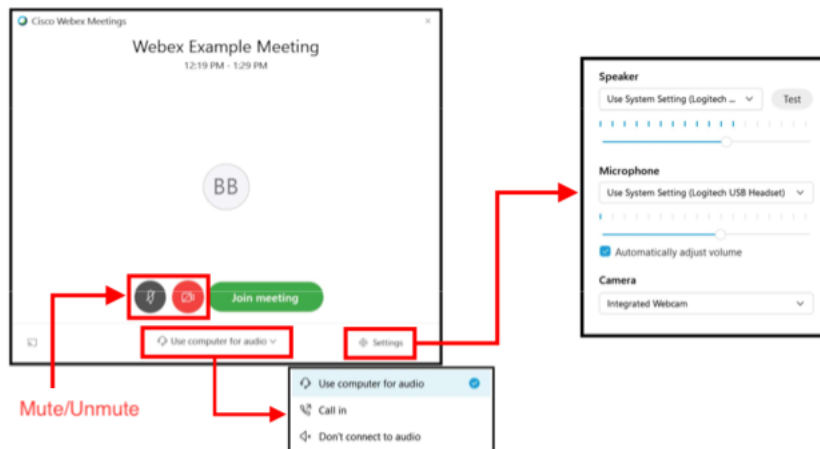 Cisco Webex Meetings
Webex Example Meeting
12:19 PM - 1:29 PM
BB
Join meeting
Use computer for audio
Settings
Mute/Unmute
Use computer for audio
Call in
Don't connect to audio
Speaker
Use System Setting (Logitech ...
Test
Microphone
Use System Setting (Logitech USB Headset)
Automatically adjust volume
Camera
Integrated Webcam